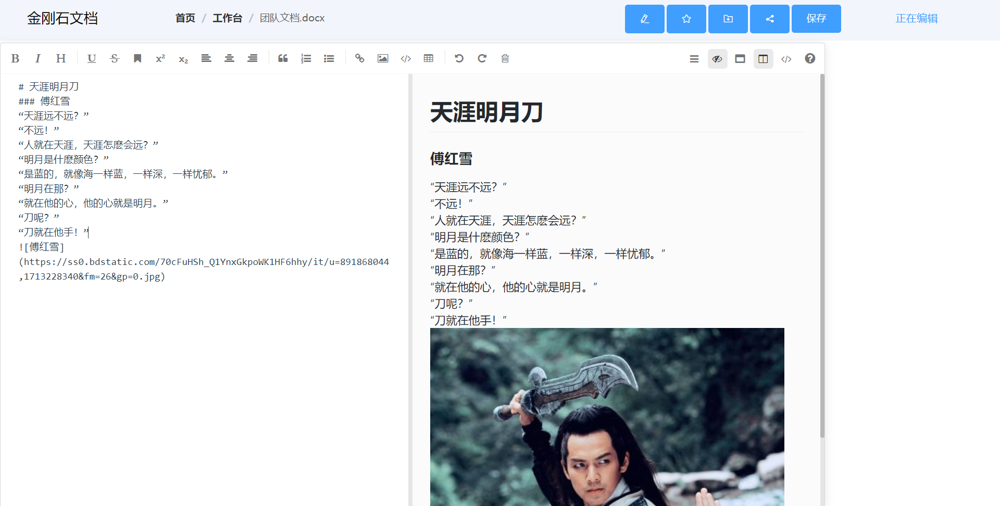 金刚石文档
首页 / 工作台 / 团队文档.docx
保存
正在编辑
B I H U S x² x₂
# 天涯明月刀
### 傅红雪
“天涯远不远？”
“不远！”
“人就在天涯，天涯怎麽会远？”
“明月是什麽颜色？”
“是蓝的，就像海一样蓝，一样深，一样忧郁。”
“明月在那？”
“就在他的心，他的心就是明月。”
“刀呢？”
“刀就在他手！”
![傅红雪]
(https://ss0.bdstatic.com/70cFuHSh_Q1YnxGkpoWK1HF6hhy/it/u=891868044
,1713228340&fm=26&gp=0.jpg)
天涯明月刀
傅红雪
“天涯远不远？”
“不远！”
“人就在天涯，天涯怎麽会远？”
“明月是什麽颜色？”
“是蓝的，就像海一样蓝，一样深，一样忧郁。”
“明月在那？”
“就在他的心，他的心就是明月。”
“刀呢？”
“刀就在他手！”